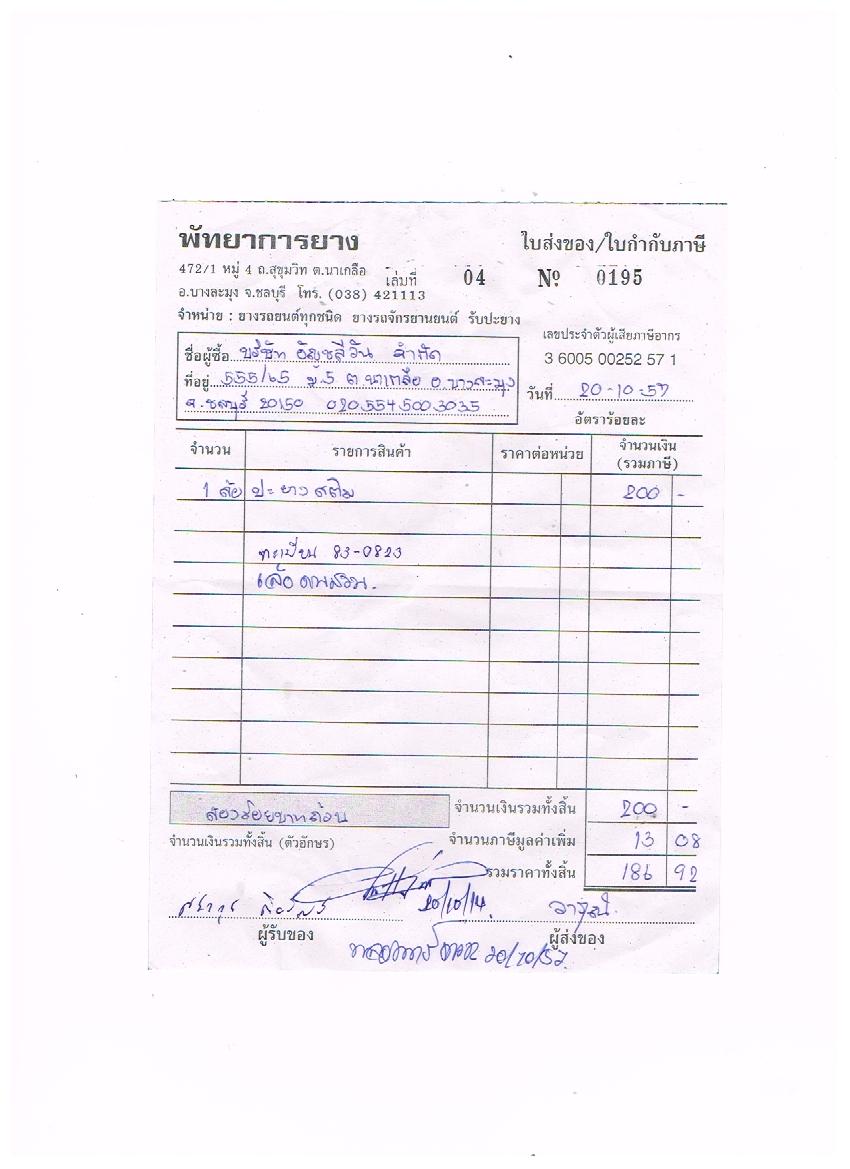 พัทยาการยาง ใบส่งของ/ใบกำกับภาษี
472/1 หมู่ 4 ถ.สุขุมวิท ต.นาเกลือ เล่มที่ 04 Nº 0195
อ.บางละมุง จ.ชลบุรี โทร. (038) 421113
จำหน่าย : ยางรถยนต์ทุกชนิด ยางรถจักรยานยนต์ รับปะยาง
เลขประจำตัวผู้เสียภาษีอากร
3 6005 00252 57 1
ชื่อผู้ซื้อ บริษัท อัญชลีวัน จำกัด
ที่อยู่ 555/65 ม.5 ต นาเกลือ อ.บางละมุง
จ.ชลบุรี 20150 0205545003035
วันที่ 20-10-57
อัตราร้อยละ
จำนวน รายการสินค้า ราคาต่อหน่วย จำนวนเงิน
(รวมภาษี)
1 ล้อ ปะยางสตีม 200 -
ทะเบียน 83-0823
สองร้อยบาทถ้วน จำนวนเงินรวมทั้งสิ้น 200 -
จำนวนเงินรวมทั้งสิ้น (ตัวอักษร) จำนวนภาษีมูลค่าเพิ่ม 13 08
รวมราคาทั้งสิ้น 186 92
20/10/14.
ผู้รับของ ผู้ส่งของ
20/10/57